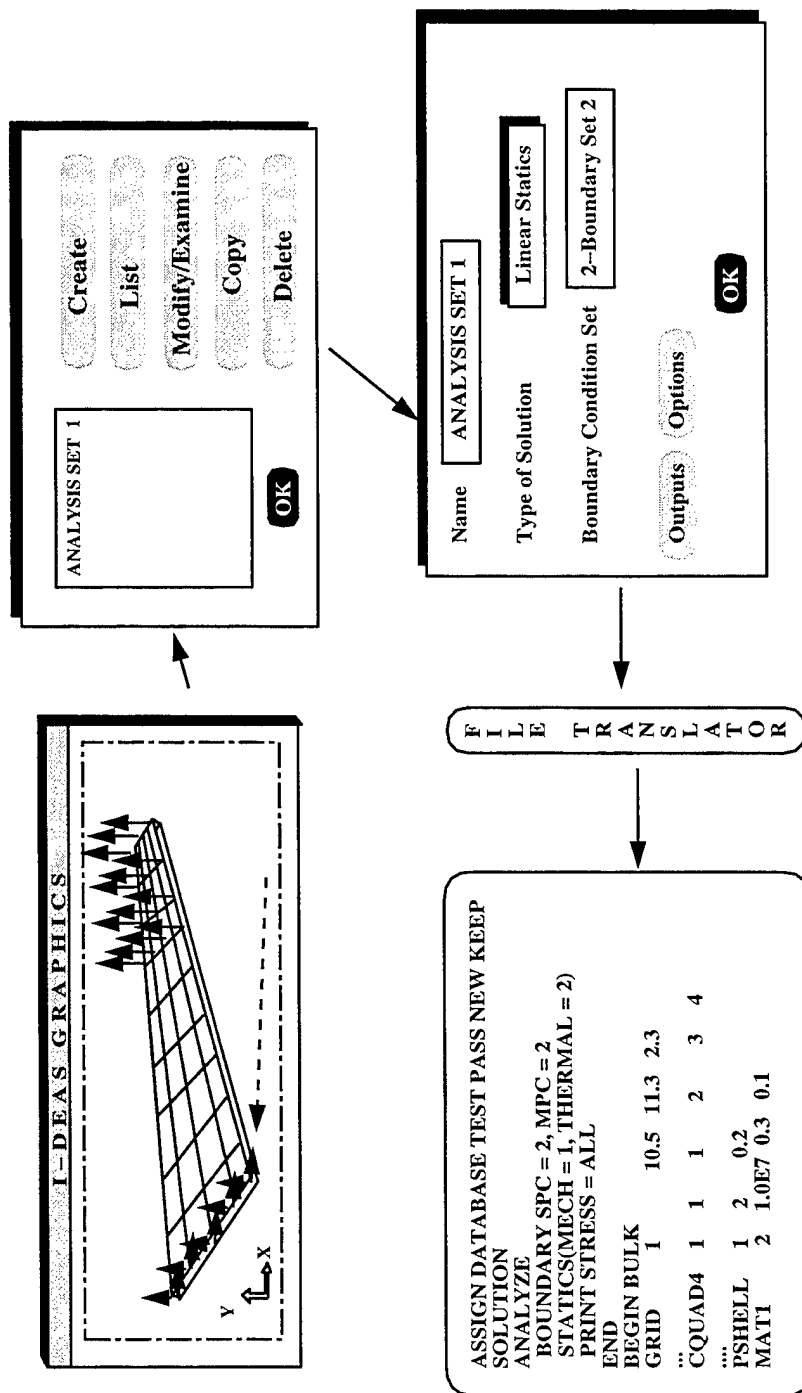 I-DEAS GRAPHICS
Y
X
ANALYSIS SET 1
OK
Create
List
Modify/Examine
Copy
Delete
Name ANALYSIS SET 1
Type of Solution Linear Statics
Boundary Condition Set 2--Boundary Set 2
Outputs Options
OK
FILE TRANSLATOR
ASSIGN DATABASE TEST PASS NEW KEEP
SOLUTION
ANALYZE
BOUNDARY SPC = 2, MPC = 2
STATICS(MECH = 1, THERMAL = 2)
PRINT STRESS = ALL
END
BEGIN BULK
GRID 1 10.5 11.3 2.3
...
CQUAD4 1 1 1 2 3 4
....
PSHELL 1 2 0.2
MAT1 2 1.0E7 0.3 0.1